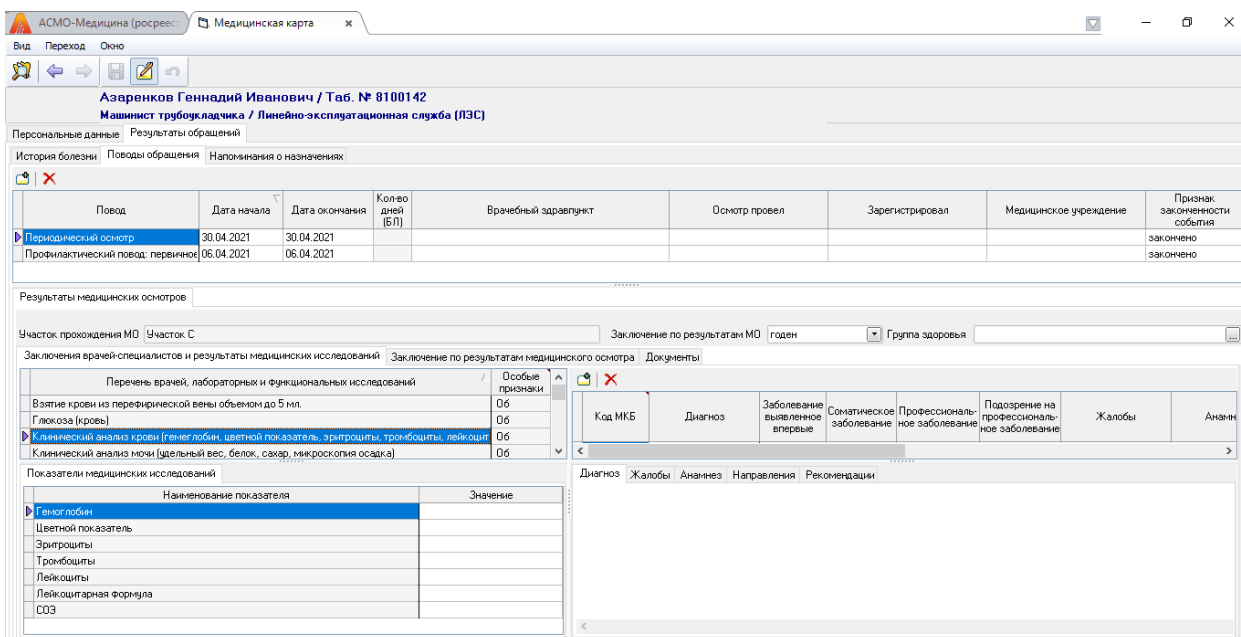 АСМО-Медицина (росреест
Медицинская карта
Вид Переход Окно
Азаренков Геннадий Иванович / Таб. № 8100142
Машинист трубоукладчика / Линейно-эксплуатационная служба (ЛЭС)
Персональные данные Результаты обращений
История болезни Поводы обращения Напоминания о назначениях
Повод Дата начала Дата окончания Кол-во дней (БЛ) Врачебный здравпункт Осмотр провел Зарегистрировал Медицинское учреждение Признак законченности события
Периодический осмотр 30.04.2021 30.04.2021 закончено
Профилактический повод: первичное 06.04.2021 06.04.2021 закончено
Результаты медицинских осмотров
Участок прохождения МО Участок С Заключение по результатам МО годен Группа здоровья
Заключения врачей-специалистов и результаты медицинских исследований Заключение по результатам медицинского осмотра Документы
Перечень врачей, лабораторных и функциональных исследований Особые признаки
Взятие крови из перефирической вены объемом до 5 мл. Об
Глюкоза (кровь) Об
Клинический анализ крови (гемоглобин, цветной показатель, эритроциты, тромбоциты, лейкоцит Об
Клинический анализ мочи (удельный вес, белок, сахар, микроскопия осадка) Об
Код МКБ Диагноз Заболевание выявленное впервые Соматическое заболевание Профессиональ-ное заболевание Подозрение на профессиональ-ное заболевание Жалобы Анамн
Показатели медицинских исследований
Наименование показателя Значение
Гемоглобин
Цветной показатель
Эритроциты
Тромбоциты
Лейкоциты
Лейкоцитарная формула
СОЭ
Диагноз Жалобы Анамнез Направления Рекомендации